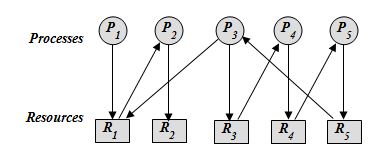 Processes P1 P2 P3 P4 P5
Resources R1 R2 R3 R4 R5